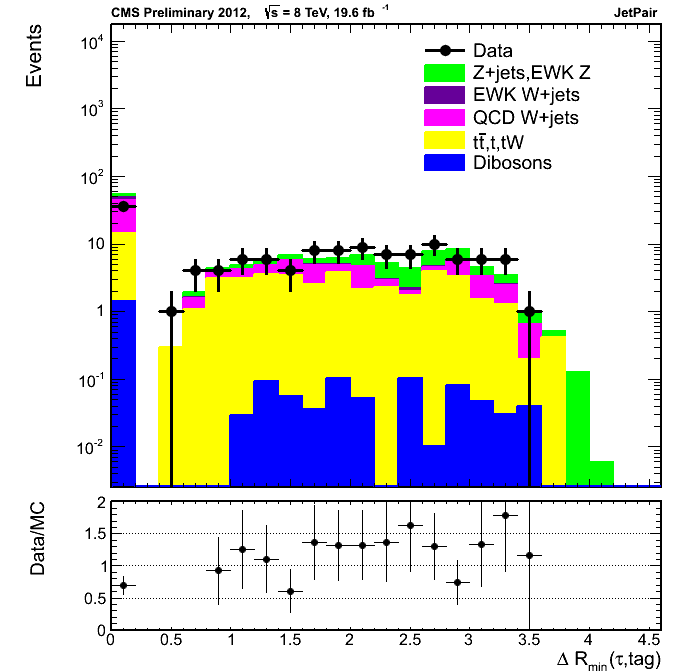 CMS Preliminary 2012, √s = 8 TeV, 19.6 fb⁻¹ JetPair
Events
10⁴
10³
10²
10
1
10⁻¹
10⁻²
Data
Z+jets,EWK Z
EWK W+jets
QCD W+jets
tt̄,t,tW
Dibosons
Data/MC
2
1.5
1
0.5
0
0 0.5 1 1.5 2 2.5 3 3.5 4 4.5
Δ R_min(τ,tag)